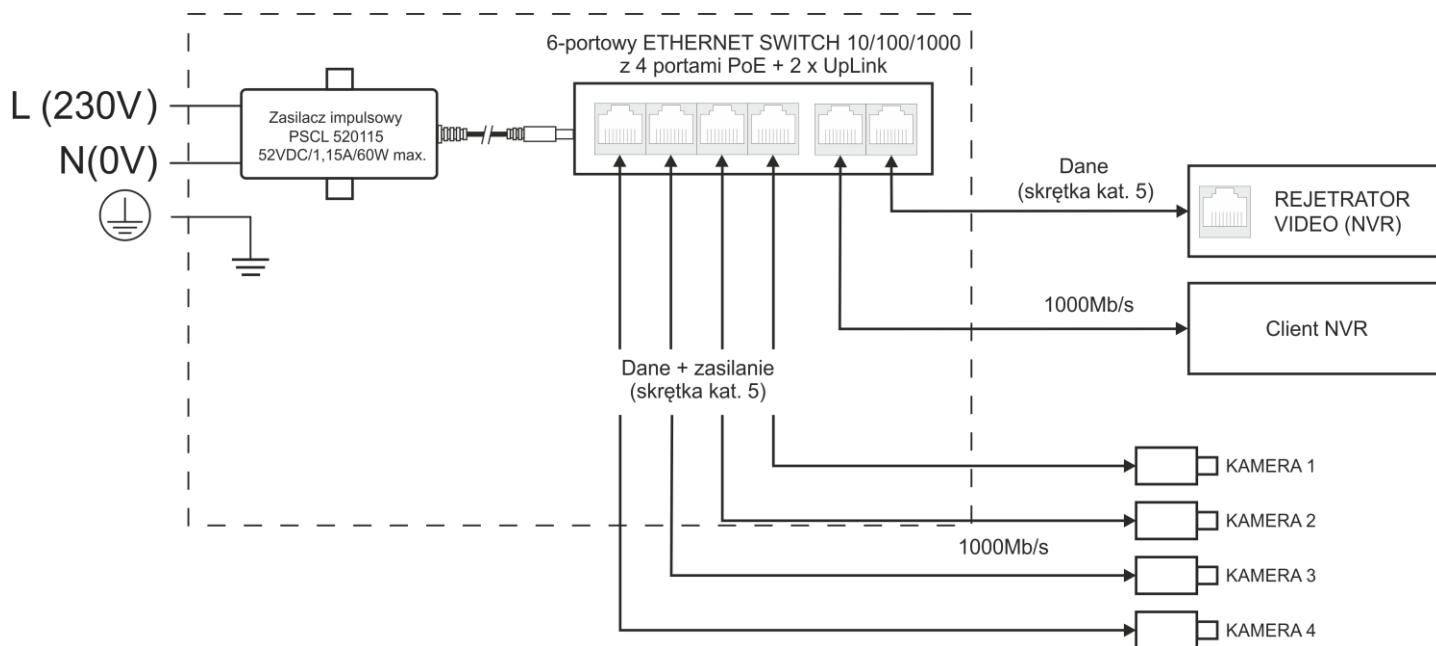 6-portowy ETHERNET SWITCH 10/100/1000
z 4 portami PoE + 2 x UpLink
L (230V)
N(0V)
Zasilacz impulsowy
PSCL 520115
52VDC/1,15A/60W max.
Dane
(skrętka kat. 5)
REJETRATOR
VIDEO (NVR)
1000Mb/s
Client NVR
Dane + zasilanie
(skrętka kat. 5)
KAMERA 1
KAMERA 2
1000Mb/s
KAMERA 3
KAMERA 4